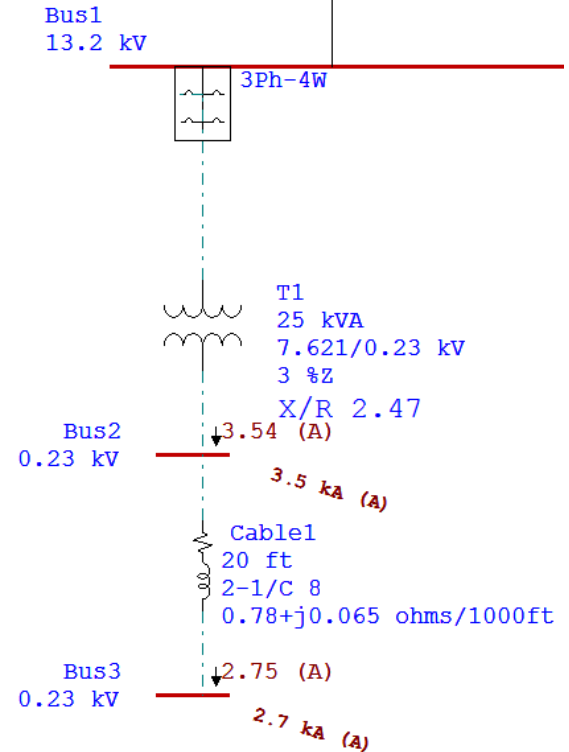 Bus1
13.2 kV
3Ph-4W
T1
25 kVA
7.621/0.23 kV
3 %Z
X/R 2.47
Bus2
0.23 kV
3.54 (A)
3.5 kA (A)
Cable1
20 ft
2-1/C 8
0.78+j0.065 ohms/1000ft
Bus3
0.23 kV
2.75 (A)
2.7 kA (A)